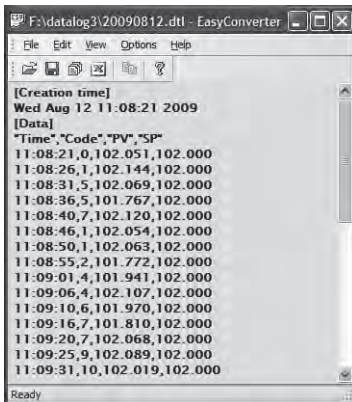 F:\datalog3\20090812.dtl - EasyConverter
File Edit View Options Help
[Creation time]
Wed Aug 12 11:08:21 2009
[Data]
"Time","Code","PV","SP"
11:08:21,0,102.051,102.000
11:08:26,1,102.144,102.000
11:08:31,5,102.069,102.000
11:08:36,5,101.767,102.000
11:08:40,7,102.120,102.000
11:08:46,1,102.054,102.000
11:08:50,1,102.063,102.000
11:08:55,2,101.772,102.000
11:09:01,4,101.941,102.000
11:09:06,4,102.107,102.000
11:09:10,6,101.970,102.000
11:09:16,7,101.810,102.000
11:09:20,7,102.068,102.000
11:09:25,9,102.089,102.000
11:09:31,10,102.019,102.000
Ready